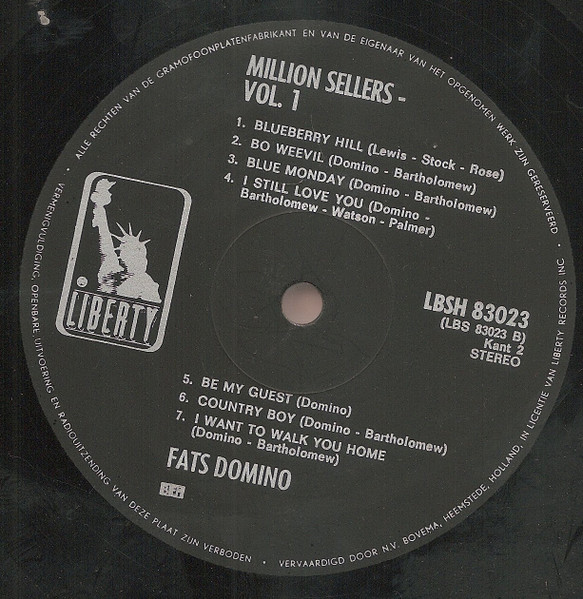 MILLION SELLERS -
VOL. 1
1. BLUEBERRY HILL (Lewis - Stock - Rose)
2. BO WEEVIL (Domino - Bartholomew)
3. BLUE MONDAY (Domino - Bartholomew)
4. I STILL LOVE YOU (Domino -
Bartholomew - Watson - Palmer)
LIBERTY
LBSH 83023
(LBS 83023 B)
Kant 2
STEREO
5. BE MY GUEST (Domino)
6. COUNTRY BOY (Domino - Bartholomew)
7. I WANT TO WALK YOU HOME
(Domino - Bartholomew)
FATS DOMINO
• ALLE RECHTEN VAN DE GRAMOFOONPLATENFABRIKANT EN VAN DE EIGENAAR VAN HET OPGENOMEN WERK ZIJN GERESERVEERD •
VERMENIGVULDIGING, OPENBARE UITVOERING EN RADIOUITZENDING VAN DEZE PLAAT ZIJN VERBODEN •
VERVAARDIGD DOOR N.V. BOVEMA, HEEMSTEDE, HOLLAND, IN LICENTIE VAN LIBERTY RECORDS INC •